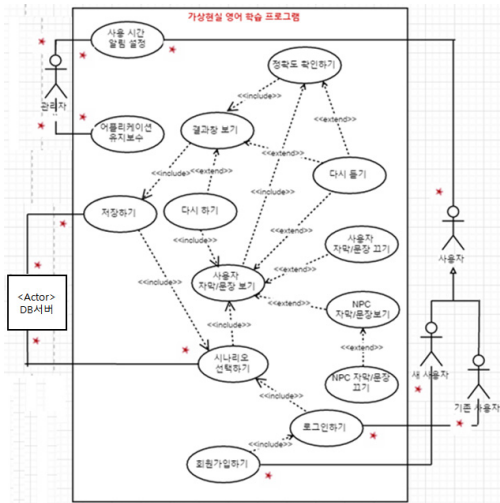 가상현실 영어 학습 프로그램
사용 시간
알림 설정
정확도 확인하기
관리자
<<include>>
<<extend>>
어플리케이션
유지보수
결과창 보기
<<extend>>
<<include>>
<<extend>>
다시 듣기
<<include>>
저장하기
다시 하기
사용자
<<include>>
사용자
자막/문장 끄기
<<extend>>
<<extend>>
<Actor>
DB서버
<<include>>
사용자
자막/문장 보기
<<extend>>
NPC
자막/문장보기
<<include>>
<<extend>>
시나리오
선택하기
새 사용자
NPC 자막/문장
끄기
기존 사용자
<<include>>
로그인하기
<<include>>
회원가입하기